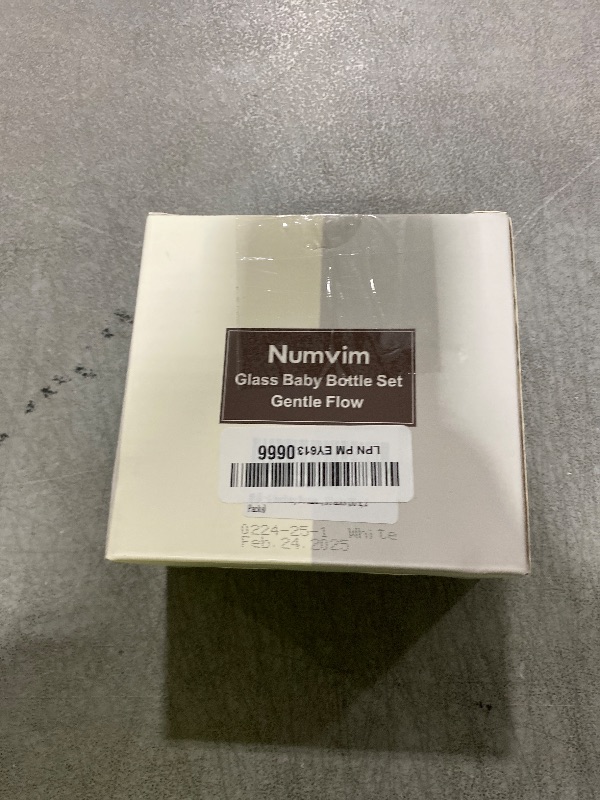 Numvim
Glass Baby Bottle Set
Gentle Flow
LPN PM EY6130666
0224-25-1 White
Feb.24.2025